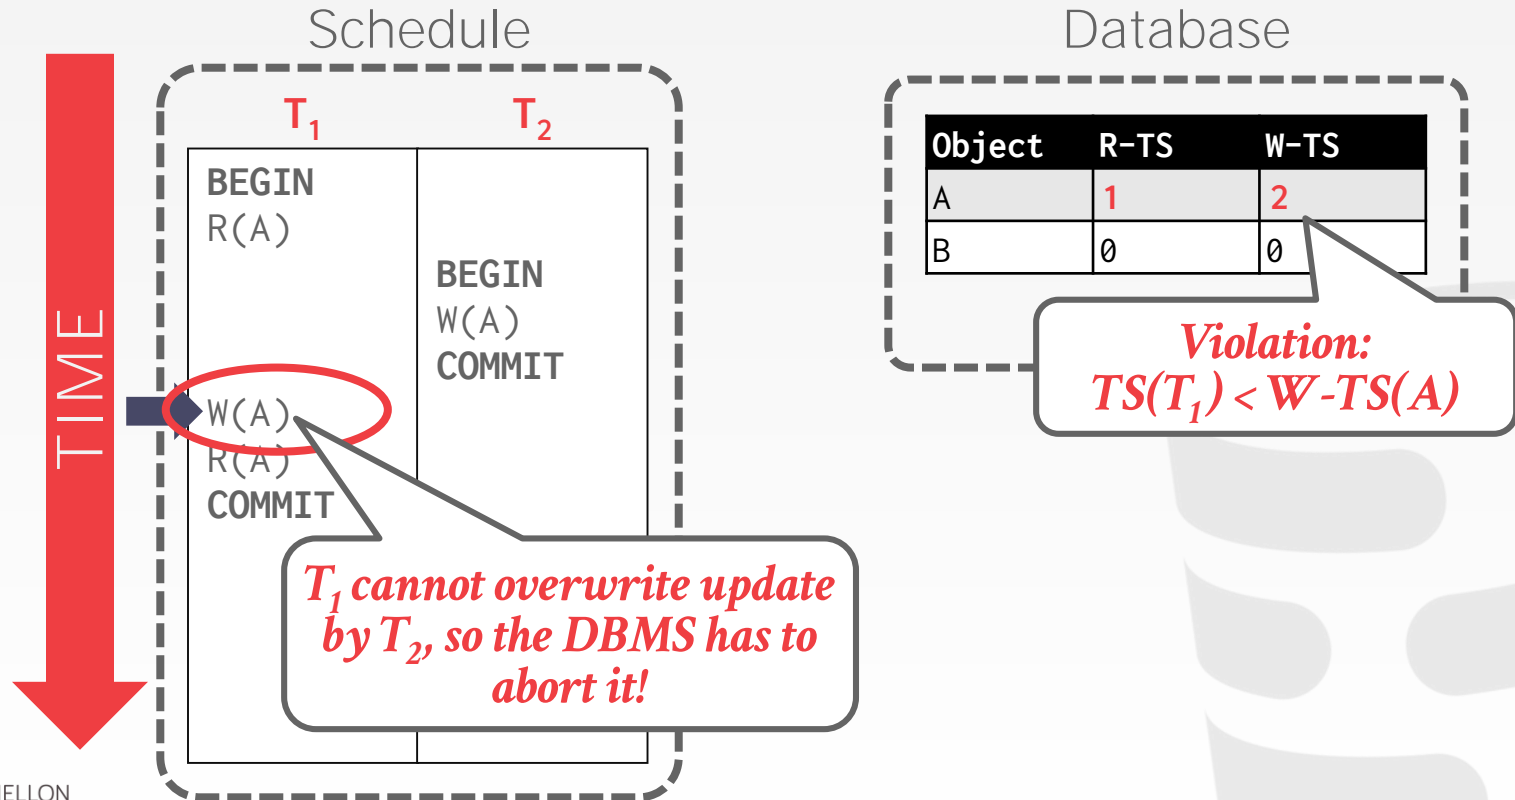 Schedule
Database
TIME
T₁ T₂
BEGIN
R(A)
BEGIN
W(A)
COMMIT
W(A)
R(A)
COMMIT
T₁ cannot overwrite update
by T₂, so the DBMS has to
abort it!
Object R-TS W-TS
A 1 2
B 0 0
Violation:
TS(T₁) < W-TS(A)